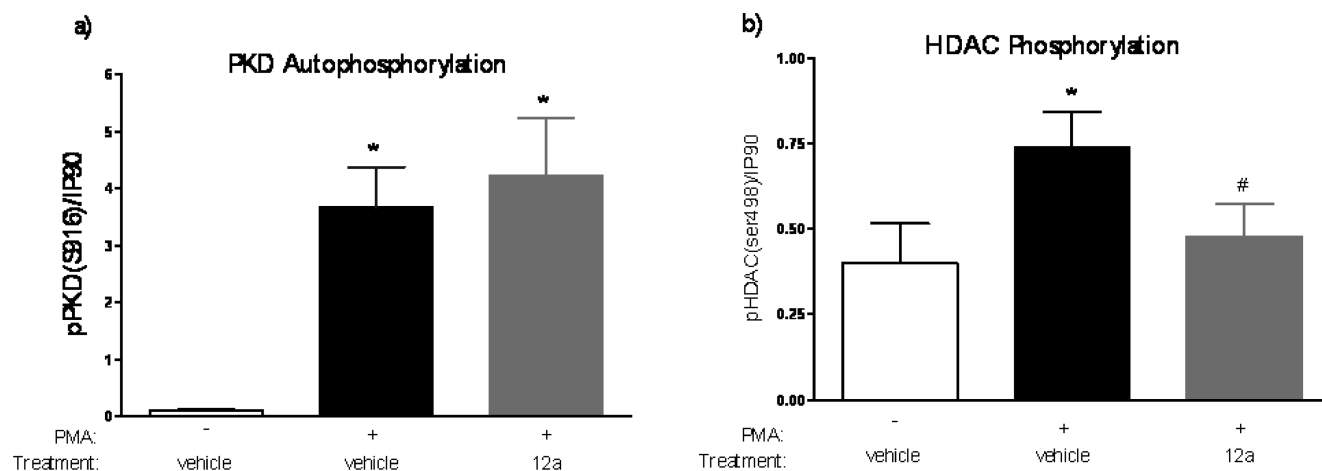 a)
PKD Autophosphorylation
pPKD(S916)/IP90
6
5
4
3
2
1
0
*
*
PMA: - + +
Treatment: vehicle vehicle 12a
b)
HDAC Phosphorylation
pHDAC(ser498)/IP90
1.00
0.75
0.50
0.25
0.00
*
#
PMA: - + +
Treatment: vehicle vehicle 12a